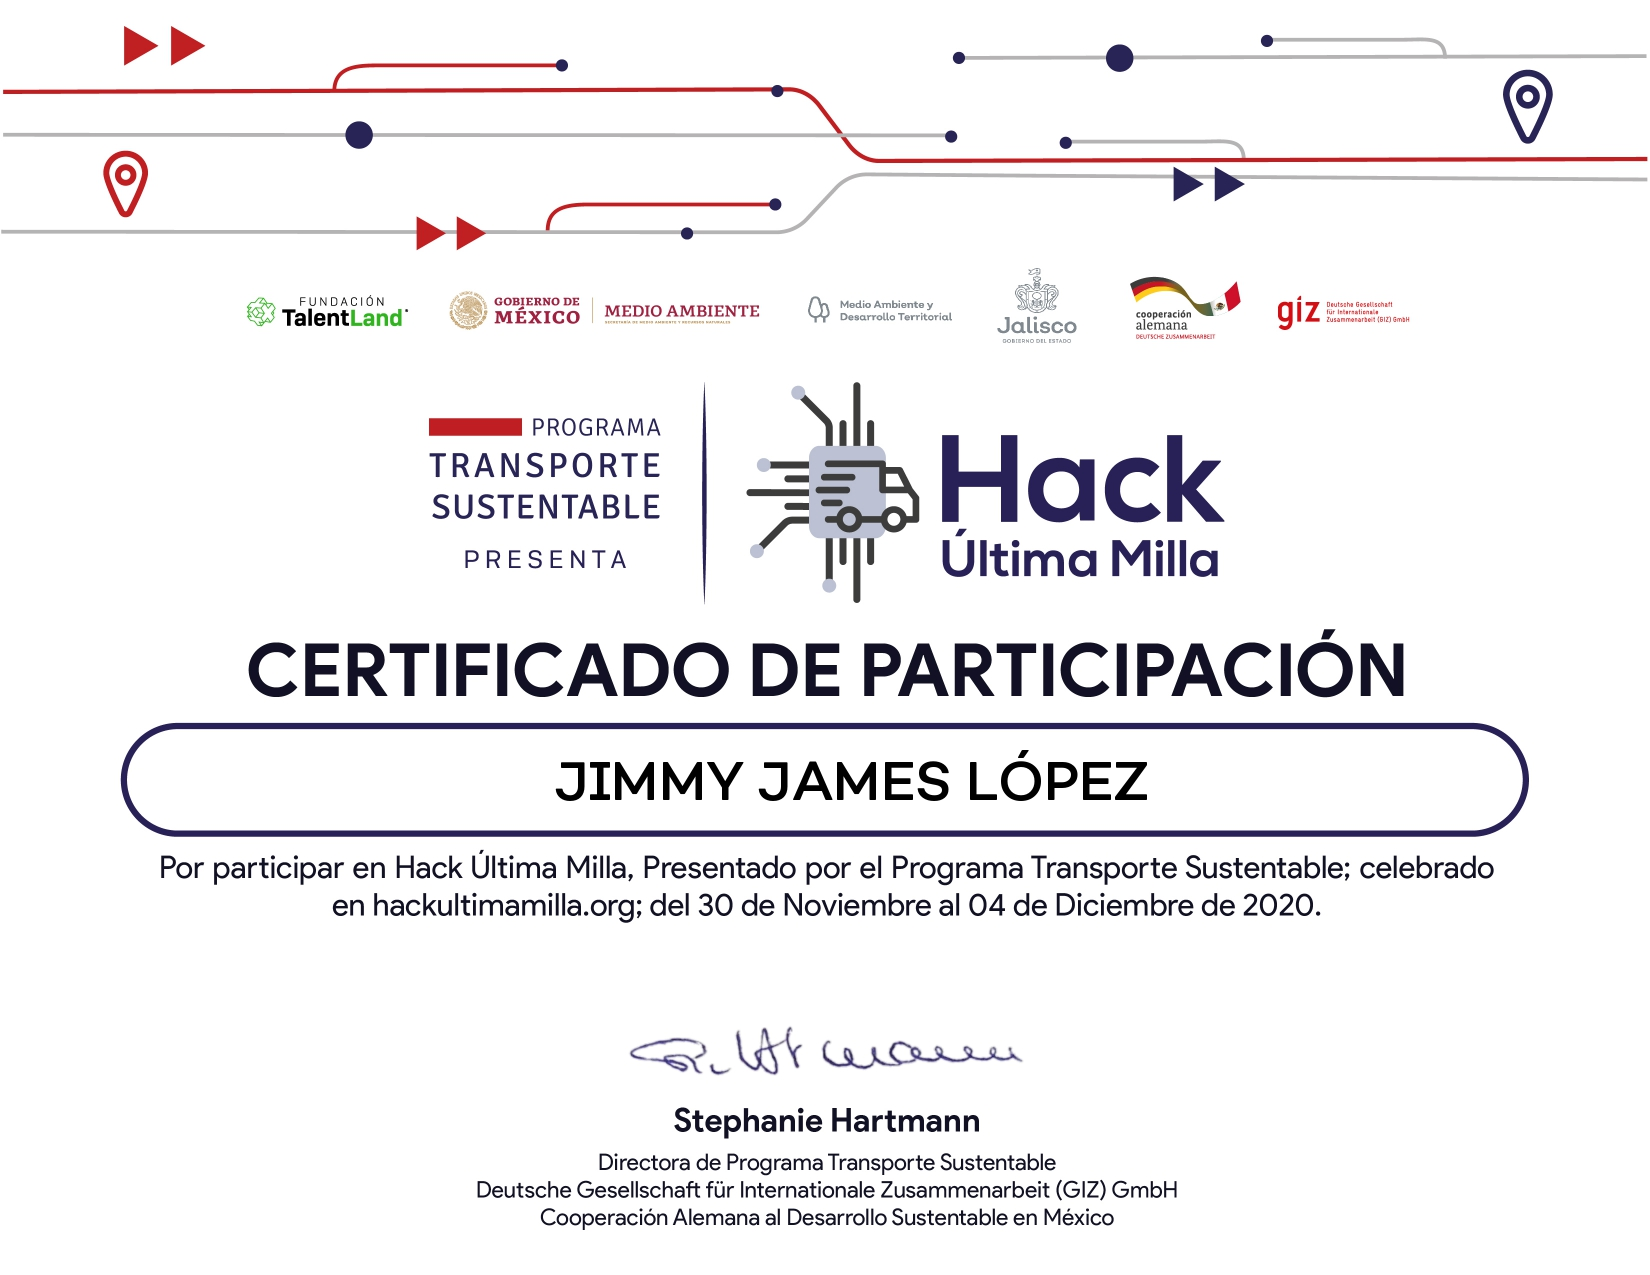 FUNDACIÓN
TalentLand
GOBIERNO DE
MÉXICO
MEDIO AMBIENTE
SECRETARÍA DE MEDIO AMBIENTE Y RECURSOS NATURALES
Medio Ambiente y
Desarrollo Territorial
Jalisco
GOBIERNO DEL ESTADO
cooperación
alemana
DEUTSCHE ZUSAMMENARBEIT
giz
Deutsche Gesellschaft
für Internationale
Zusammenarbeit (GIZ) GmbH
PROGRAMA
TRANSPORTE
SUSTENTABLE
PRESENTA
Hack
Última Milla
CERTIFICADO DE PARTICIPACIÓN
JIMMY JAMES LÓPEZ
Por participar en Hack Última Milla, Presentado por el Programa Transporte Sustentable; celebrado
en hackultimamilla.org; del 30 de Noviembre al 04 de Diciembre de 2020.
Stephanie Hartmann
Directora de Programa Transporte Sustentable
Deutsche Gesellschaft für Internationale Zusammenarbeit (GIZ) GmbH
Cooperación Alemana al Desarrollo Sustentable en México